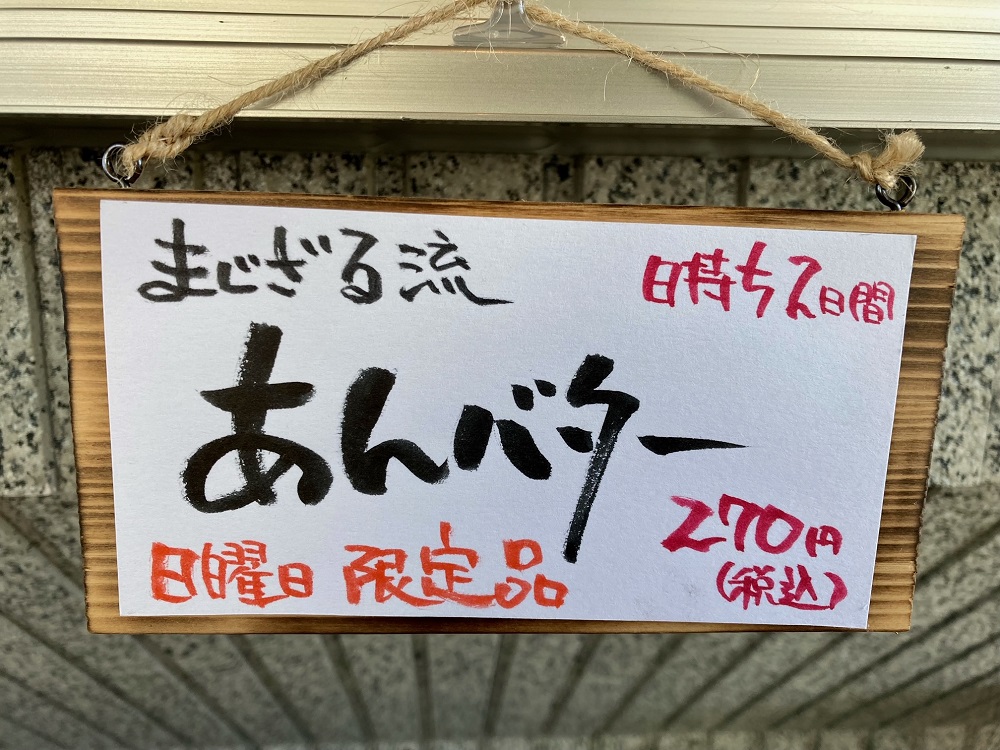 まじざる流
日持ち2日間
あんバター
日曜日 限定品
270円
(税込)